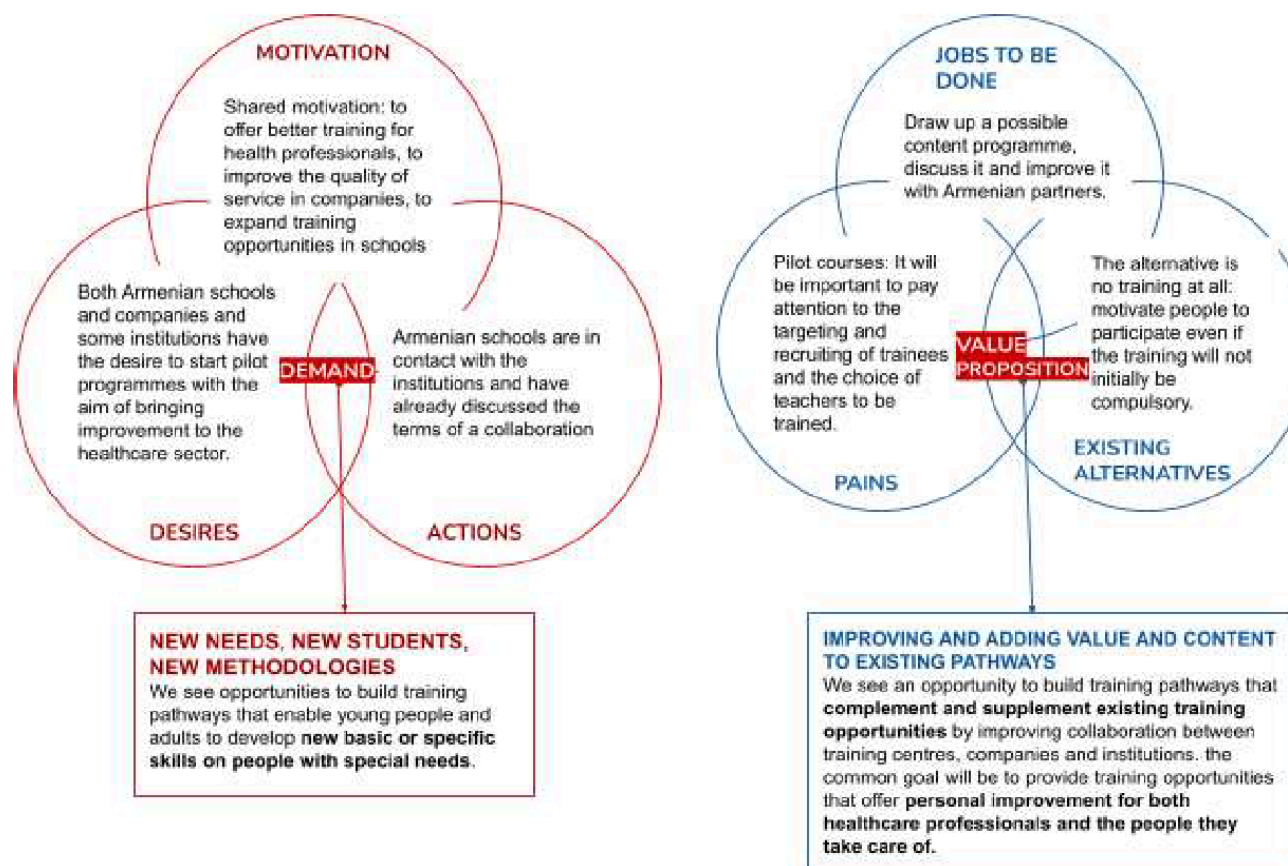 MOTIVATION
Shared motivation: to
offer better training for
health professionals, to
improve the quality of
service in companies, to
expand training
opportunities in schools
Both Armenian schools
and companies and
some institutions have
the desire to start pilot
programmes with the
aim of bringing
improvement to the
healthcare sector.
DEMAND
Armenian schools are in
contact with the
institutions and have
already discussed the
terms of a collaboration
DESIRES
ACTIONS
NEW NEEDS, NEW STUDENTS,
NEW METHODOLOGIES
We see opportunities to build training
pathways that enable young people and
adults to develop new basic or specific
skills on people with special needs.
JOBS TO BE
DONE
Draw up a possible
content programme,
discuss it and improve it
with Armenian partners.
Pilot courses: It will
be important to pay
attention to the
targeting and
recruiting of trainees
and the choice of
teachers to be
trained.
VALUE
PROPOSITION
The alternative is
no training at all:
motivate people to
participate even if
the training will not
initially be
compulsory.
PAINS
EXISTING
ALTERNATIVES
IMPROVING AND ADDING VALUE AND CONTENT
TO EXISTING PATHWAYS
We see an opportunity to build training pathways that
complement and supplement existing training
opportunities by improving collaboration between
training centres, companies and institutions. the
common goal will be to provide training opportunities
that offer personal improvement for both
healthcare professionals and the people they
take care of.